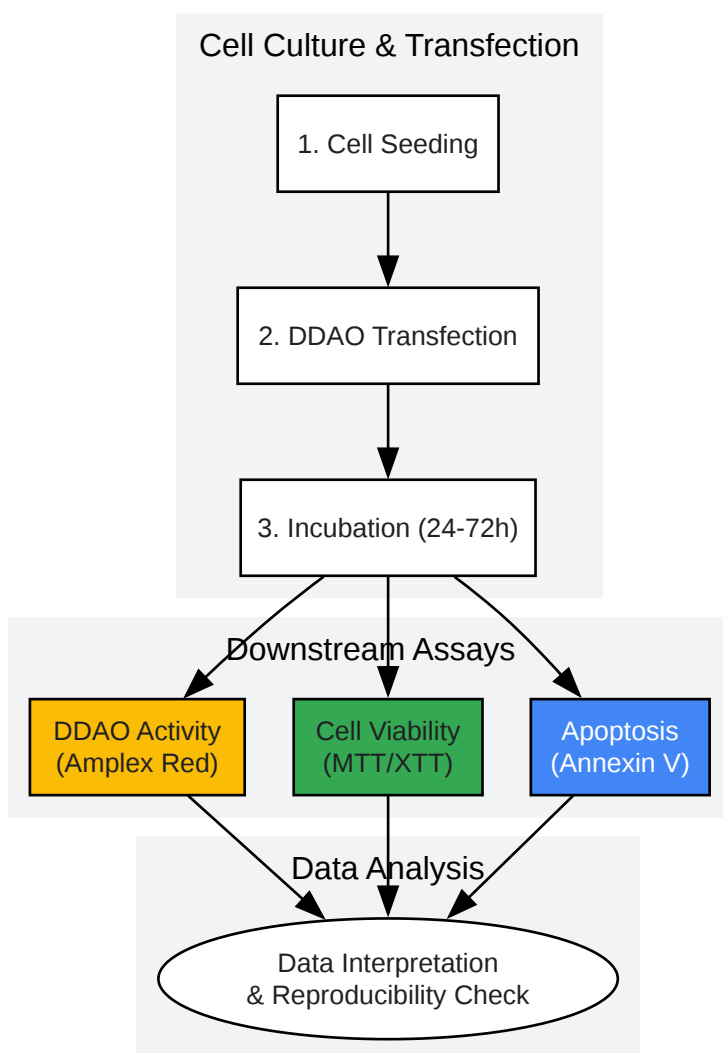 Cell Culture & Transfection
1. Cell Seeding
2. DDAO Transfection
3. Incubation (24-72h)
Downstream Assays
DDAO Activity
(Amplex Red)
Cell Viability
(MTT/XTT)
Apoptosis
(Annexin V)
Data Analysis
Data Interpretation
& Reproducibility Check